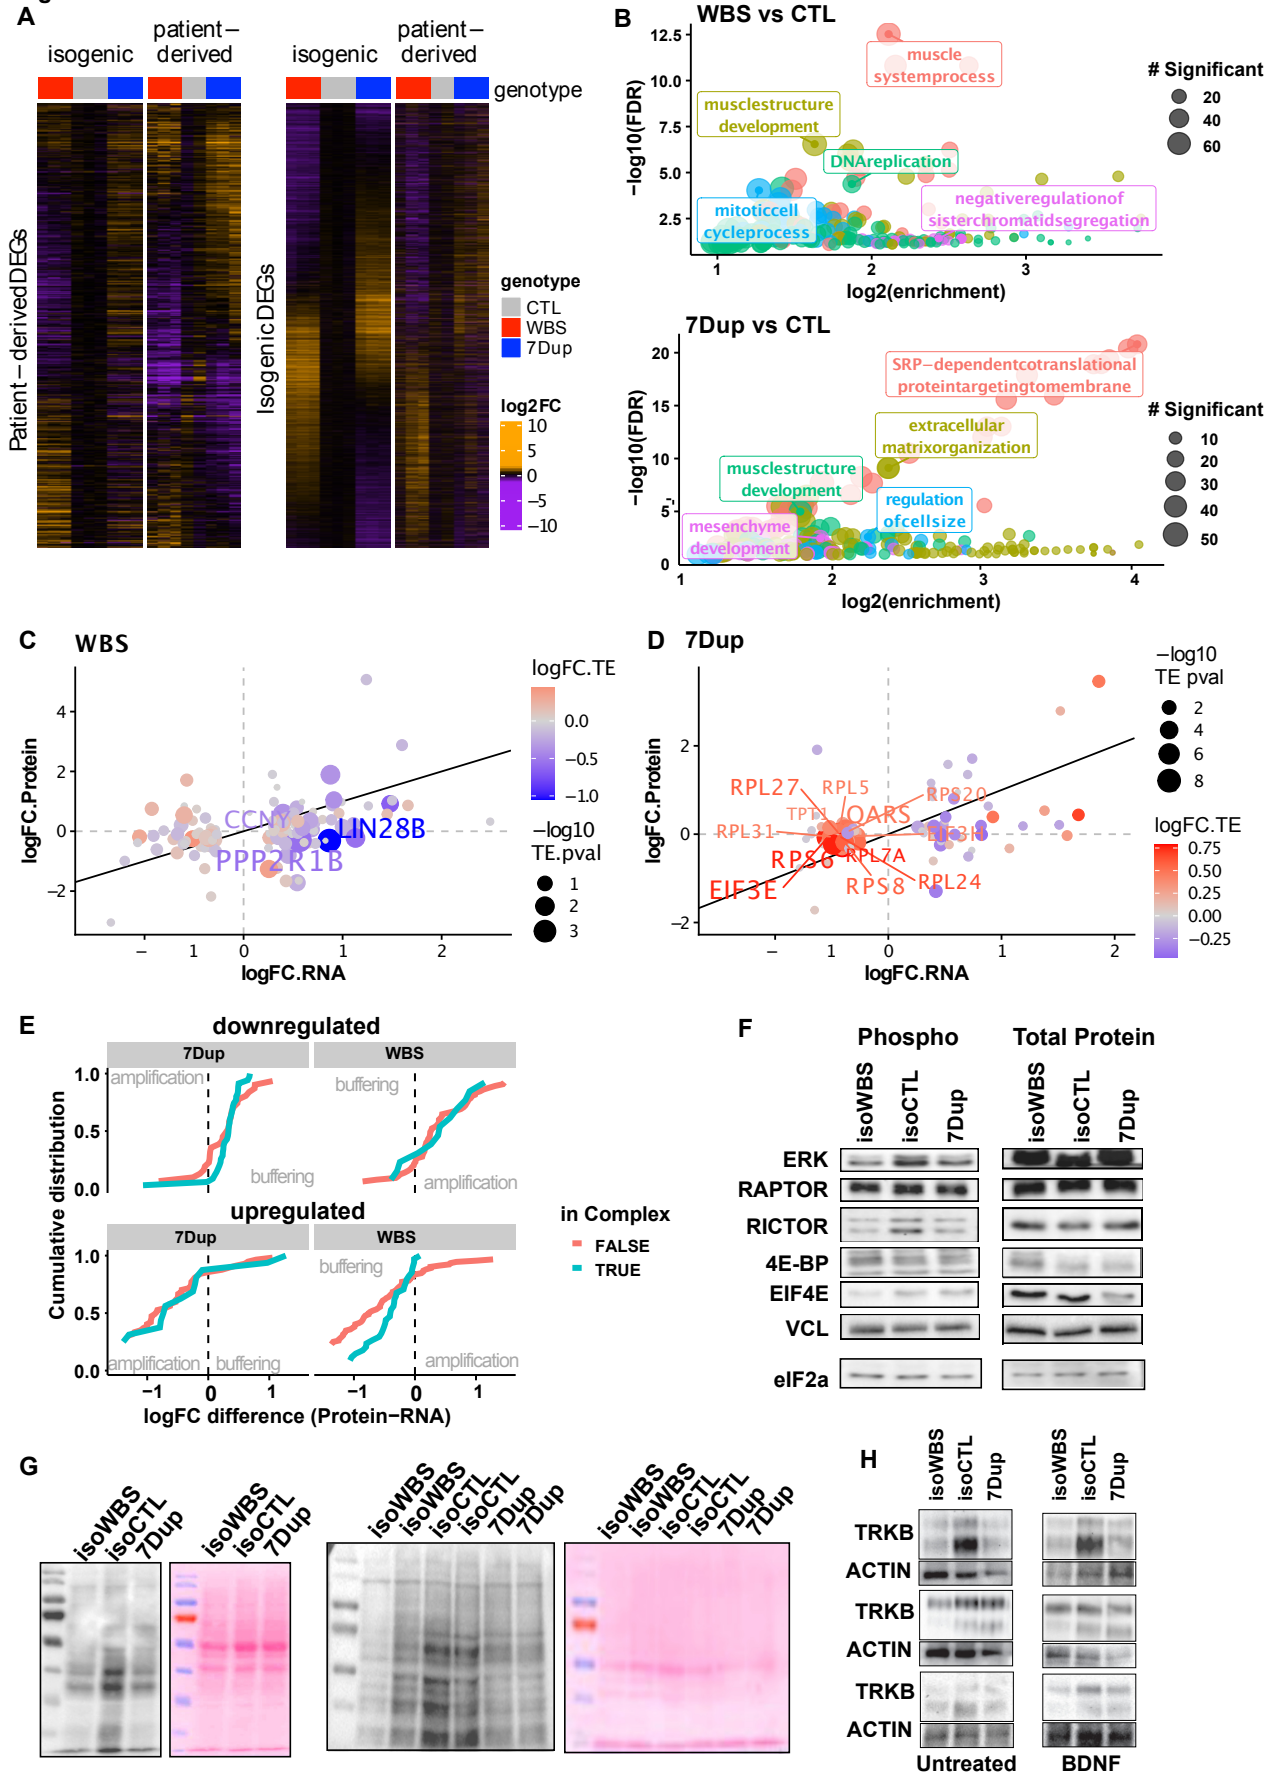 A
isogenic
patient-
derived
isogenic
patient-
derived
genotype
Patient-derivedDEGs
IsogenicDEGs
genotype
CTL
WBS
7Dup
log2FC
10
5
0
-5
-10
B
WBS vs CTL
12.5
10.0
7.5
5.0
2.5
-log10(FDR)
muscle
systemprocess
musclestructure
development
DNAreplication
mitoticcell
cycleprocess
negativeregulationof
sisterchromatidsegregation
1
2
3
log2(enrichment)
# Significant
20
40
60
7Dup vs CTL
20
15
10
5
0
-log10(FDR)
SRP-dependentcotranslational
proteintargetingtomembrane
extracellular
matrixorganization
musclestructure
development
regulation
ofcellsize
mesenchyme
development
1
2
3
4
log2(enrichment)
# Significant
10
20
30
40
50
C
WBS
4
2
0
-2
logFC.Protein
CCNY
LIN28B
PPP2R1B
-
0
1
2
logFC.RNA
logFC.TE
0.0
-0.5
-1.0
-log10
TE.pval
1
2
3
D
7Dup
2
0
-2
logFC.Protein
RPL27
RPL5
RPS20
TPT1
QARS
RPL31
EIF3H
RPS6
RPL7A
EIF3E
RPS8
RPL24
-
1
0
1
2
logFC.RNA
-log10
TE pval
2
4
6
8
logFC.TE
0.75
0.50
0.25
0.00
-0.25
E
downregulated
7Dup
WBS
amplification
buffering
buffering
amplification
1.0
0.5
0.0
upregulated
7Dup
WBS
buffering
amplification
buffering
amplification
1.0
0.5
0.0
Cumulative distribution
-1
0
1
-1
0
1
logFC difference (Protein-RNA)
in Complex
FALSE
TRUE
F
Phospho
Total Protein
isoWBS
isoCTL
7Dup
isoWBS
isoCTL
7Dup
ERK
RAPTOR
RICTOR
4E-BP
EIF4E
VCL
eIF2a
G
isoWBS
isoCTL
7Dup
isoWBS
isoCTL
7Dup
isoWBS
isoWBS
isoCTL
isoCTL
7Dup
7Dup
isoWBS
isoWBS
isoCTL
isoCTL
7Dup
7Dup
H
isoWBS
isoCTL
7Dup
isoWBS
isoCTL
7Dup
TRKB
ACTIN
TRKB
ACTIN
TRKB
ACTIN
Untreated
BDNF